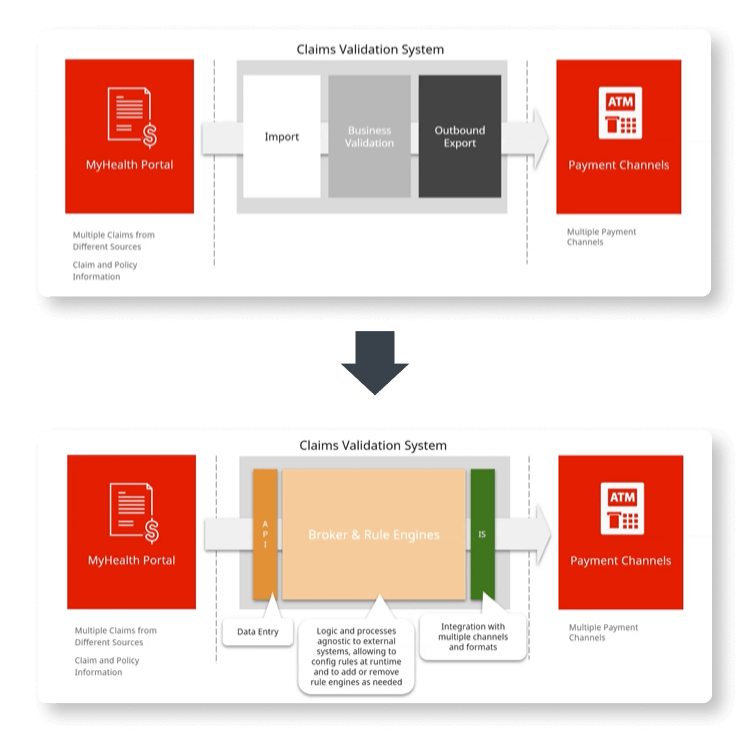 Claims Validation System
ATM
Import
Business
Validation
Outbound
Export
MyHealth Portal
Payment Channels
Multiple Claims from
Different Sources
Claim and Policy
Information
Multiple Payment
Channels
Claims Validation System
ATM
A
P
I
Broker & Rule Engines
IS
MyHealth Portal
Payment Channels
Multiple Claims from
Different Sources
Claim and Policy
Information
Data Entry
Logic and processes
agnostic to external
systems, allowing to
config rules at runtime
and to add or remove
rule engines as needed
Integration with
multiple channels
and formats
Multiple Payment
Channels